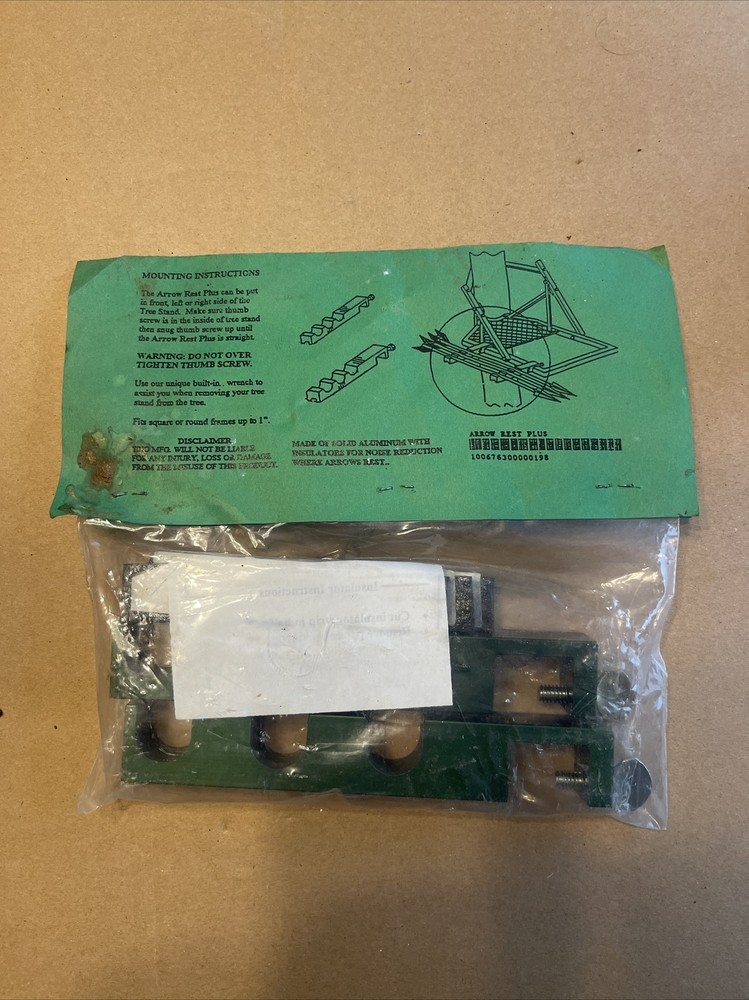 MOUNTING INSTRUCTIONS
The Arrow Rest Plus can be put
in front, left or right side of the
Tree Stand. Make sure thumb
screw is in the inside of tree stand
then snug thumb screw up until
the Arrow Rest Plus is straight.
WARNING: DO NOT OVER
TIGHTEN THUMB SCREW.
Use our unique built-in wrench to
assist you when removing your tree
stand from the tree.
Fits square or round frames up to 1".
DISCLAIMER
MFG. WILL NOT BE LIABLE
FOR ANY INJURY, LOSS OR DAMAGE
FROM THE MISUSE OF THIS PRODUCT.
MADE OF SOLID ALUMINUM WITH
INSULATORS FOR NOISE REDUCTION
WHERE ARROWS REST..
ARROW REST PLUS
100676300000198
Insulator Instructions
Cut insulator strip